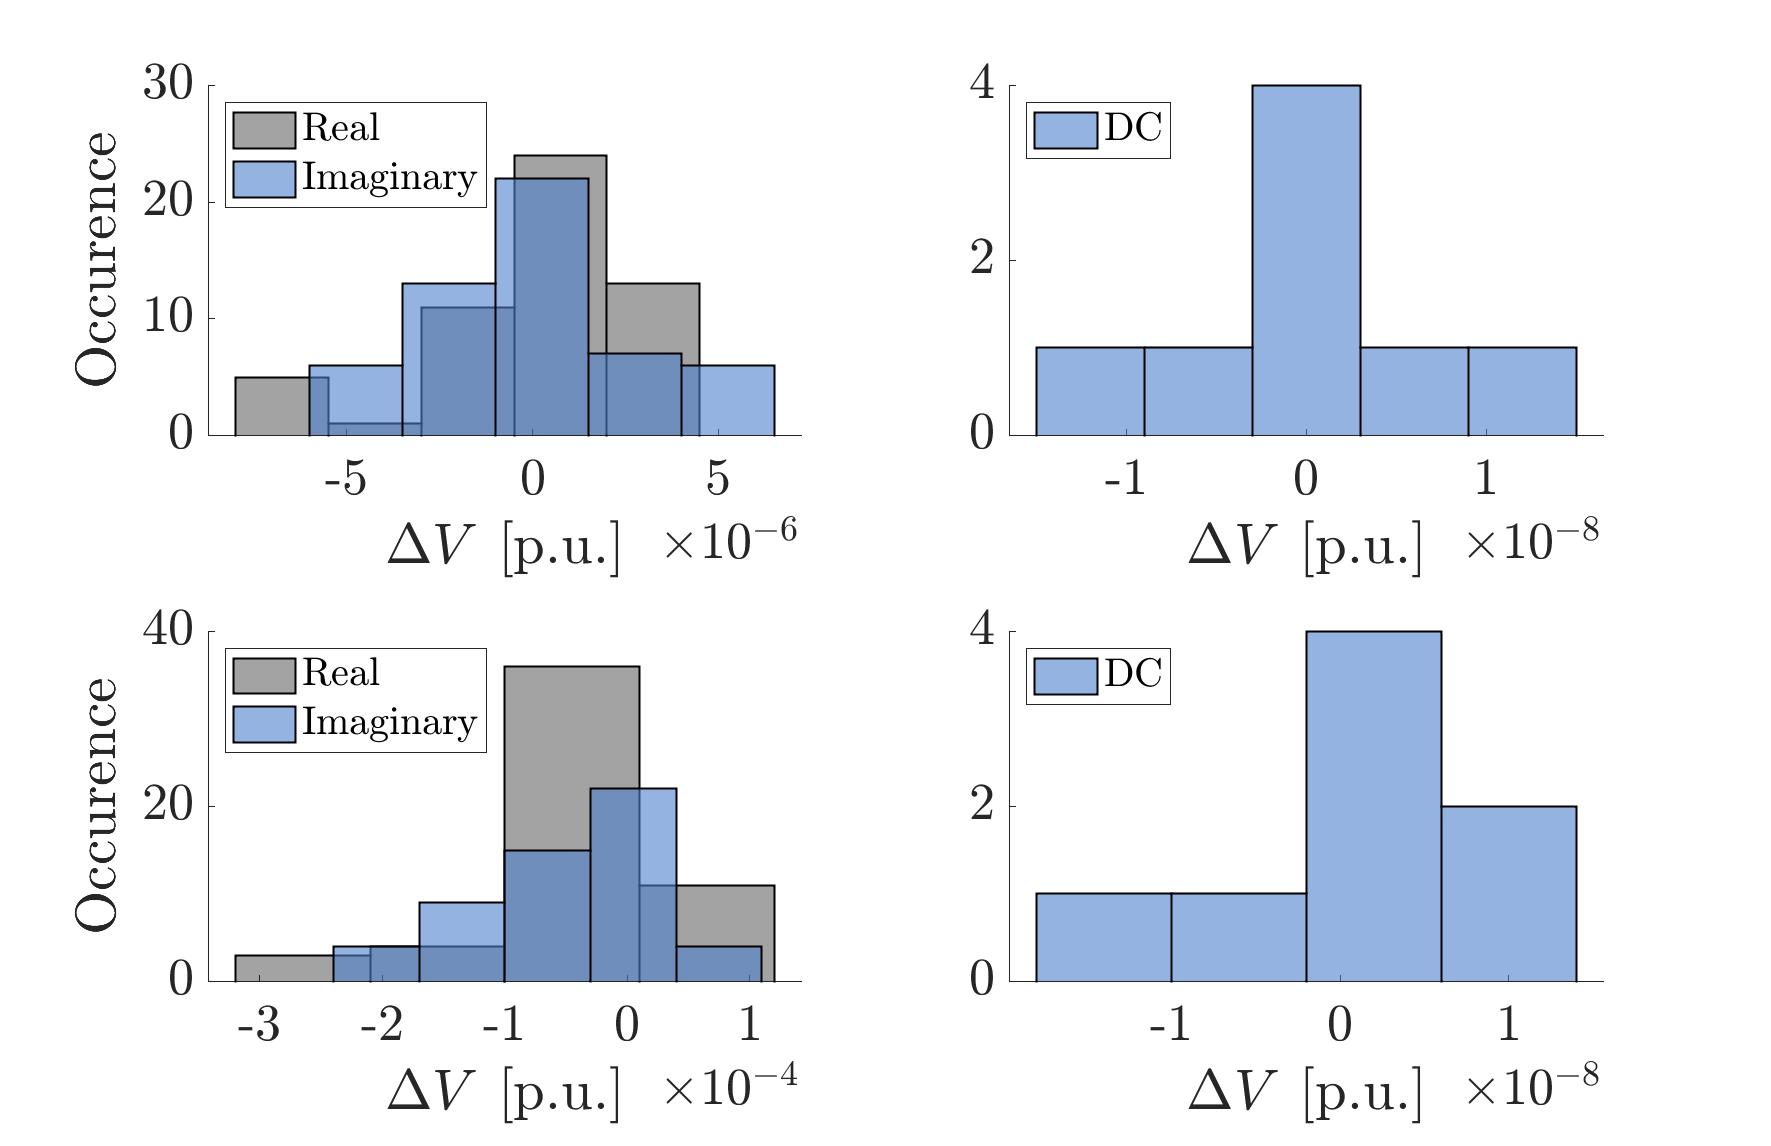 30
20
10
0
Occurence
Real
Imaginary
-5 0 5
ΔV [p.u.] ×10⁻⁶
4
2
0
DC
-1 0 1
ΔV [p.u.] ×10⁻⁸
40
20
0
Occurence
Real
Imaginary
-3 -2 -1 0 1
ΔV [p.u.] ×10⁻⁴
4
2
0
DC
-1 0 1
ΔV [p.u.] ×10⁻⁸